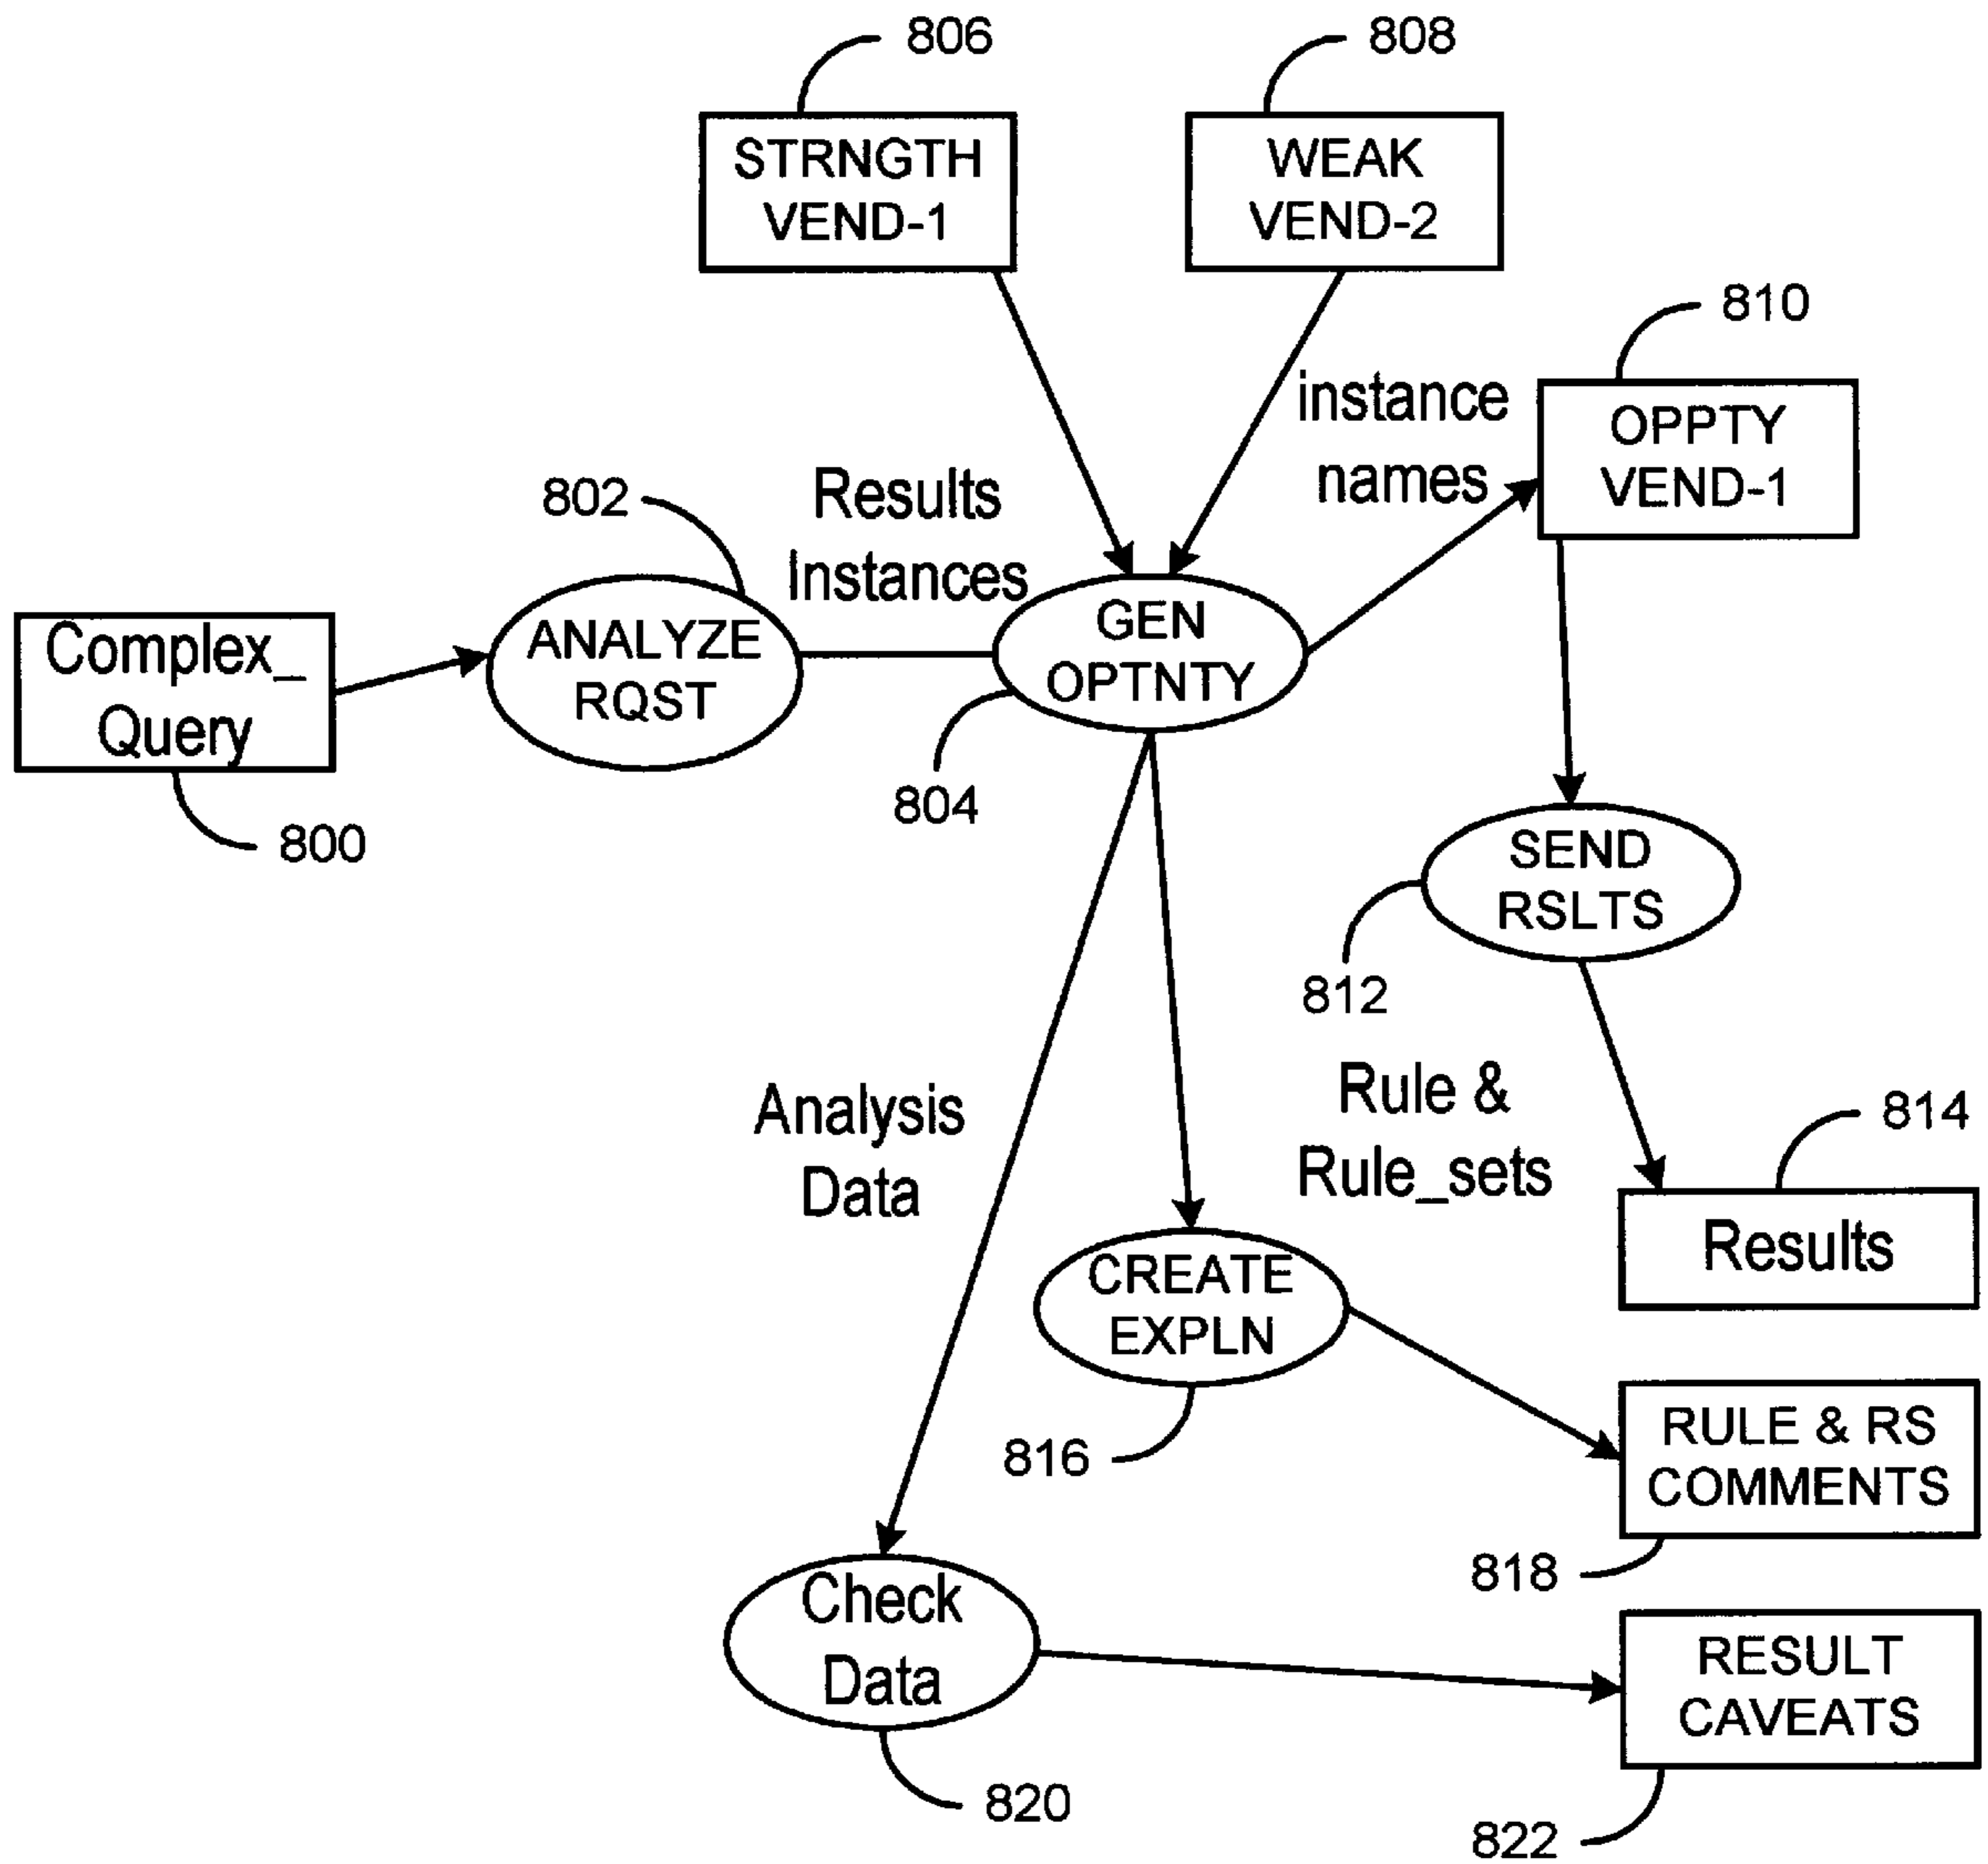 806
808
STRNGTH
VEND-1
WEAK
VEND-2
810
instance
names
OPPTY
VEND-1
802
Results
Instances
Complex_
Query
ANALYZE
RQST
GEN
OPTNTY
800
804
SEND
RSLTS
812
Analysis
Data
Rule &
Rule_sets
814
Results
CREATE
EXPLN
816
RULE & RS
COMMENTS
818
Check
Data
RESULT
CAVEATS
820
822